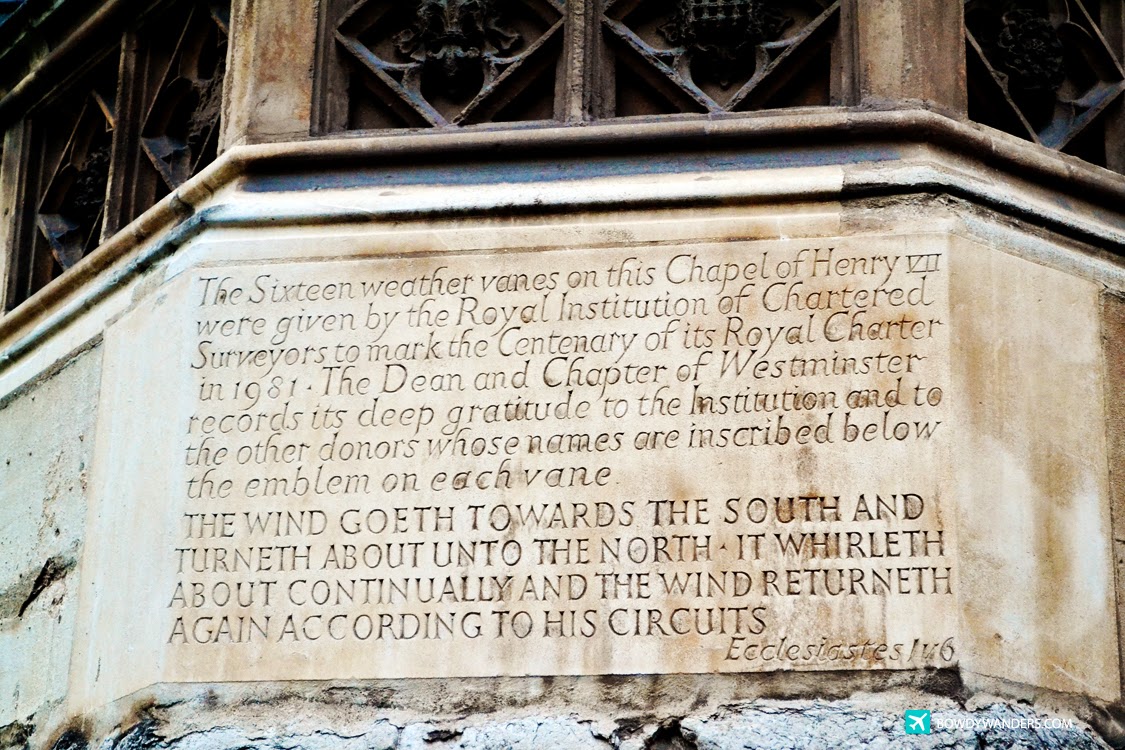 The Sixteen weather vanes on this Chapel of Henry VII
were given by the Royal Institution of Chartered
Surveyors to mark the Centenary of its Royal Charter
in 1981 · The Dean and Chapter of Westminster
records its deep gratitude to the Institution and to
the other donors whose names are inscribed below
the emblem on each vane.
THE WIND GOETH TOWARDS THE SOUTH AND
TURNETH ABOUT UNTO THE NORTH · IT WHIRLETH
ABOUT CONTINUALLY AND THE WIND RETURNETH
AGAIN ACCORDING TO HIS CIRCUITS
Ecclesiastes I v6
BOWDYWANDERS.COM